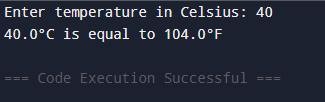 Enter temperature in Celsius: 40
40.0°C is equal to 104.0°F
=== Code Execution Successful ===